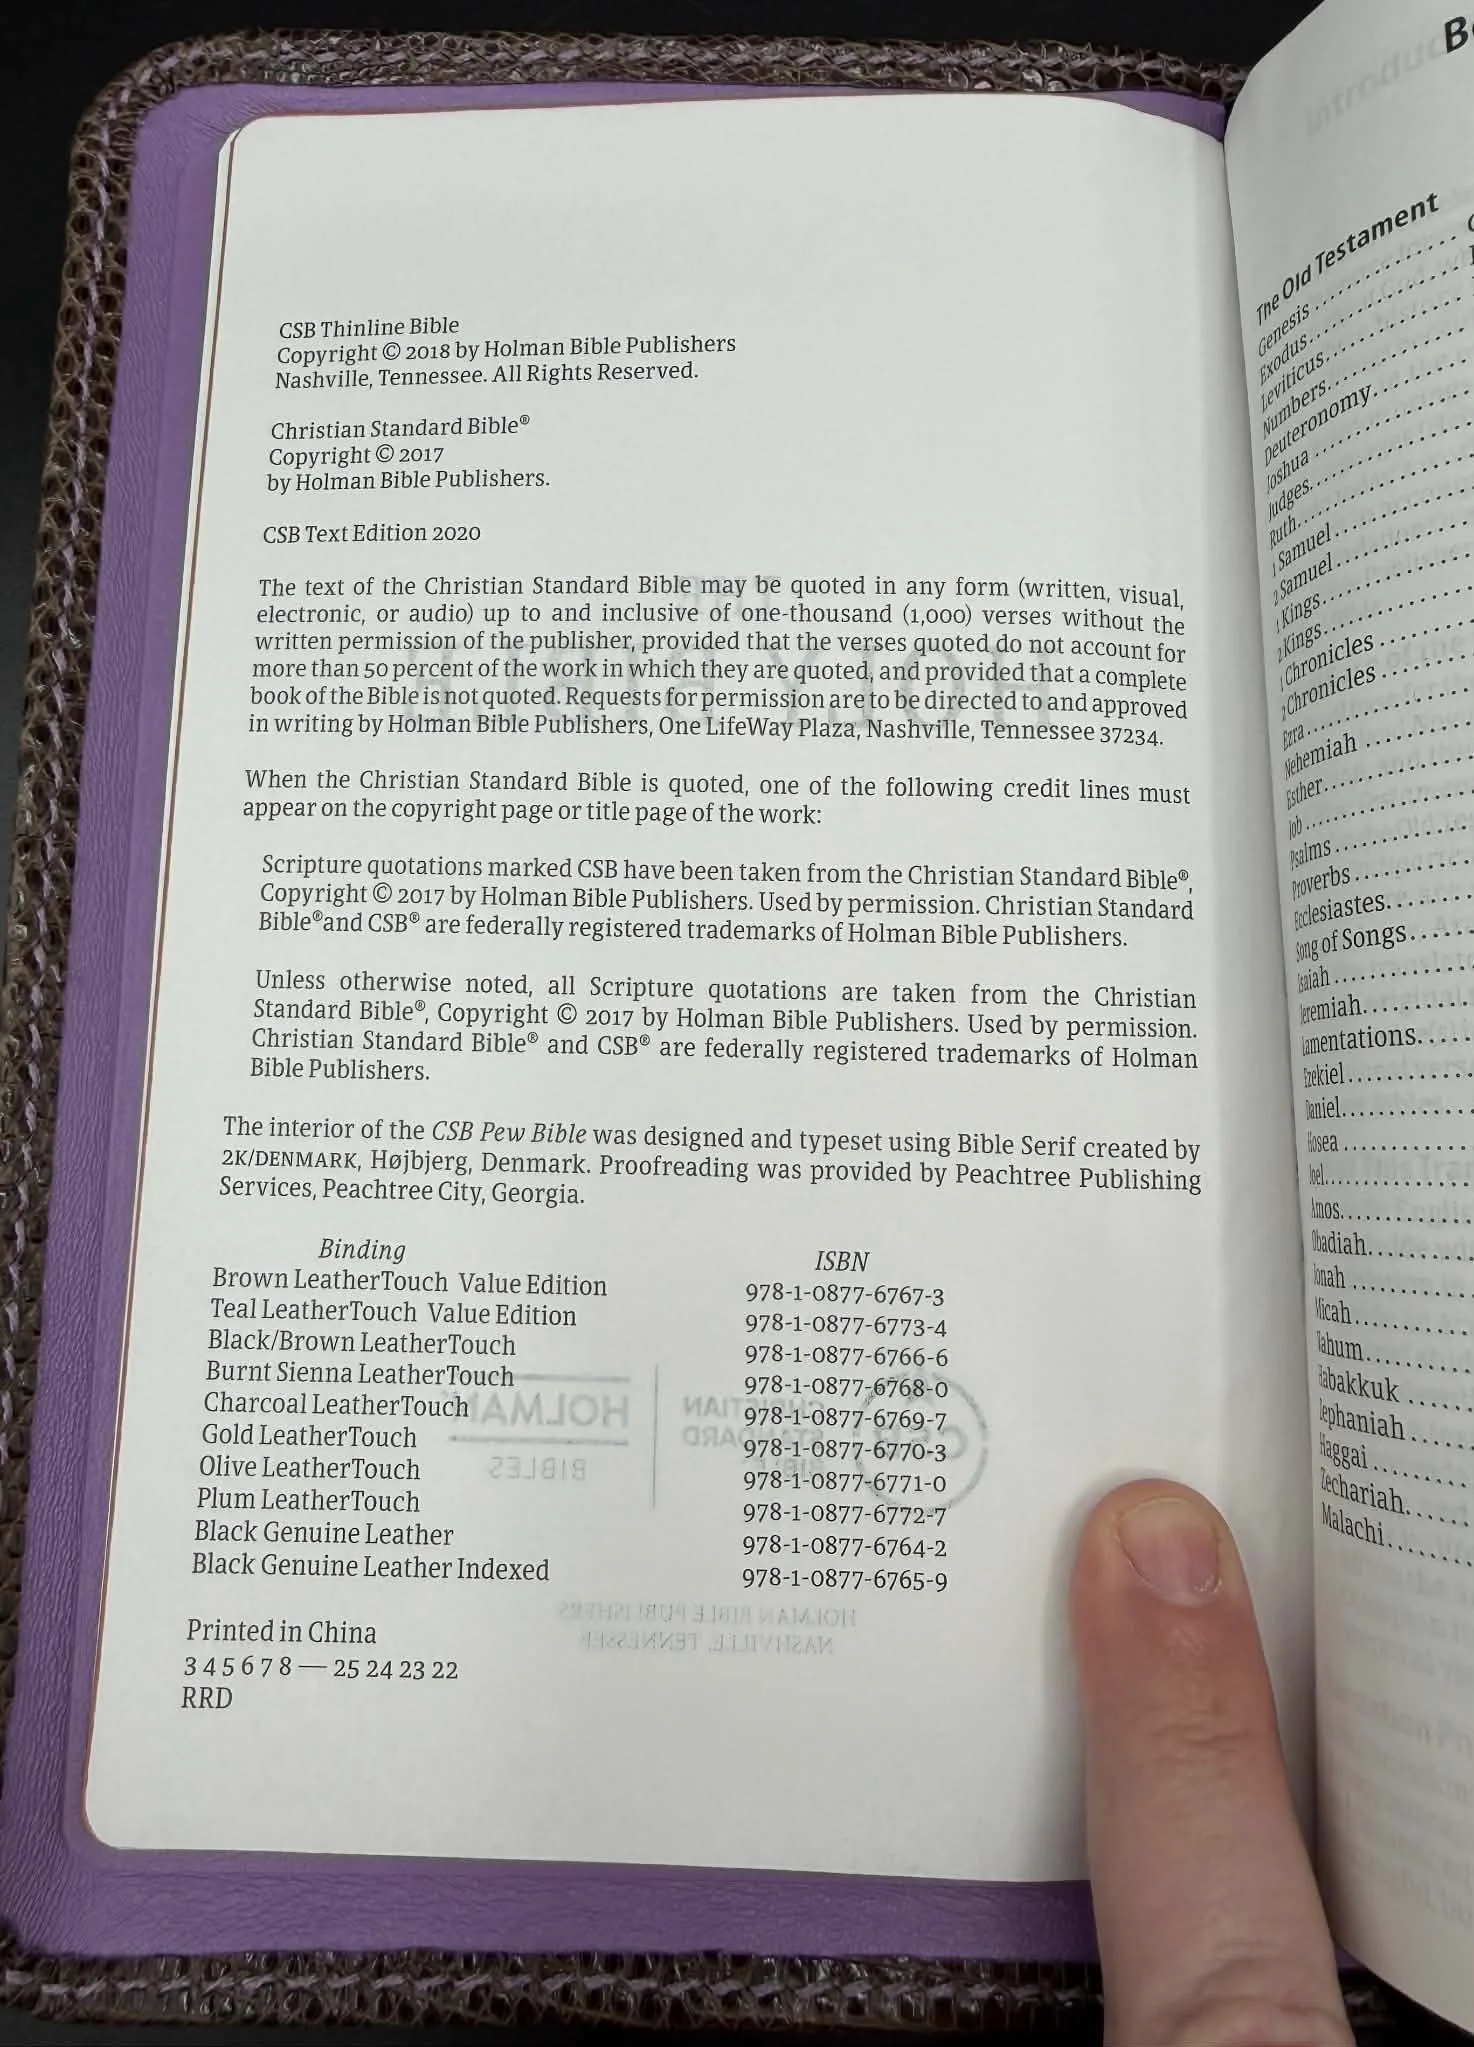 CSB Thinline Bible
Copyright © 2018 by Holman Bible Publishers
Nashville, Tennessee. All Rights Reserved.
Christian Standard Bible®
Copyright © 2017
by Holman Bible Publishers.
CSB Text Edition 2020
The text of the Christian Standard Bible may be quoted in any form (written, visual,
electronic, or audio) up to and inclusive of one-thousand (1,000) verses without the
written permission of the publisher, provided that the verses quoted do not account for
more than 50 percent of the work in which they are quoted, and provided that a complete
book of the Bible is not quoted. Requests for permission are to be directed to and approved
in writing by Holman Bible Publishers, One LifeWay Plaza, Nashville, Tennessee 37234.
When the Christian Standard Bible is quoted, one of the following credit lines must
appear on the copyright page or title page of the work:
Scripture quotations marked CSB have been taken from the Christian Standard Bible®,
Copyright © 2017 by Holman Bible Publishers. Used by permission. Christian Standard
Bible®and CSB® are federally registered trademarks of Holman Bible Publishers.
Unless otherwise noted, all Scripture quotations are taken from the Christian
Standard Bible®, Copyright © 2017 by Holman Bible Publishers. Used by permission.
Christian Standard Bible® and CSB® are federally registered trademarks of Holman
Bible Publishers.
The interior of the CSB Pew Bible was designed and typeset using Bible Serif created by
2K/DENMARK, Højbjerg, Denmark. Proofreading was provided by Peachtree Publishing
Services, Peachtree City, Georgia.
Binding ISBN
Brown LeatherTouch Value Edition 978-1-0877-6767-3
Teal LeatherTouch Value Edition 978-1-0877-6773-4
Black/Brown LeatherTouch 978-1-0877-6766-6
Burnt Sienna LeatherTouch 978-1-0877-6768-0
Charcoal LeatherTouch 978-1-0877-6769-7
Gold LeatherTouch 978-1-0877-6770-3
Olive LeatherTouch 978-1-0877-6771-0
Plum LeatherTouch 978-1-0877-6772-7
Black Genuine Leather 978-1-0877-6764-2
Black Genuine Leather Indexed 978-1-0877-6765-9
Printed in China
3 4 5 6 7 8 — 25 24 23 22
RRD
The Old Testament
Genesis
Exodus
Leviticus
Numbers
Deuteronomy
Joshua
Judges
Ruth
1 Samuel
2 Samuel
1 Kings
2 Kings
1 Chronicles
2 Chronicles
Ezra
Nehemiah
Esther
Job
Psalms
Proverbs
Ecclesiastes
Song of Songs
Isaiah
Jeremiah
Lamentations
Ezekiel
Daniel
Hosea
Joel
Amos
Obadiah
Jonah
Micah
Nahum
Habakkuk
Zephaniah
Haggai
Zechariah
Malachi